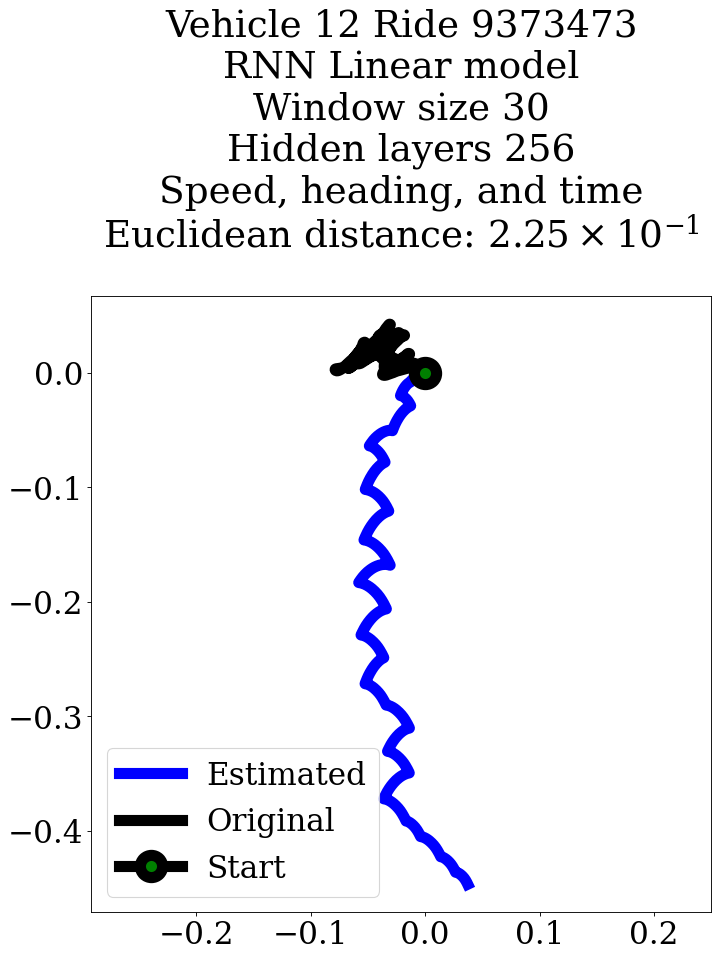 Vehicle 12 Ride 9373473
RNN Linear model
Window size 30
Hidden layers 256
Speed, heading, and time
Euclidean distance: 2.25 × 10⁻¹
0.0
−0.1
−0.2
−0.3
−0.4
Estimated
Original
Start
−0.2 −0.1 0.0 0.1 0.2